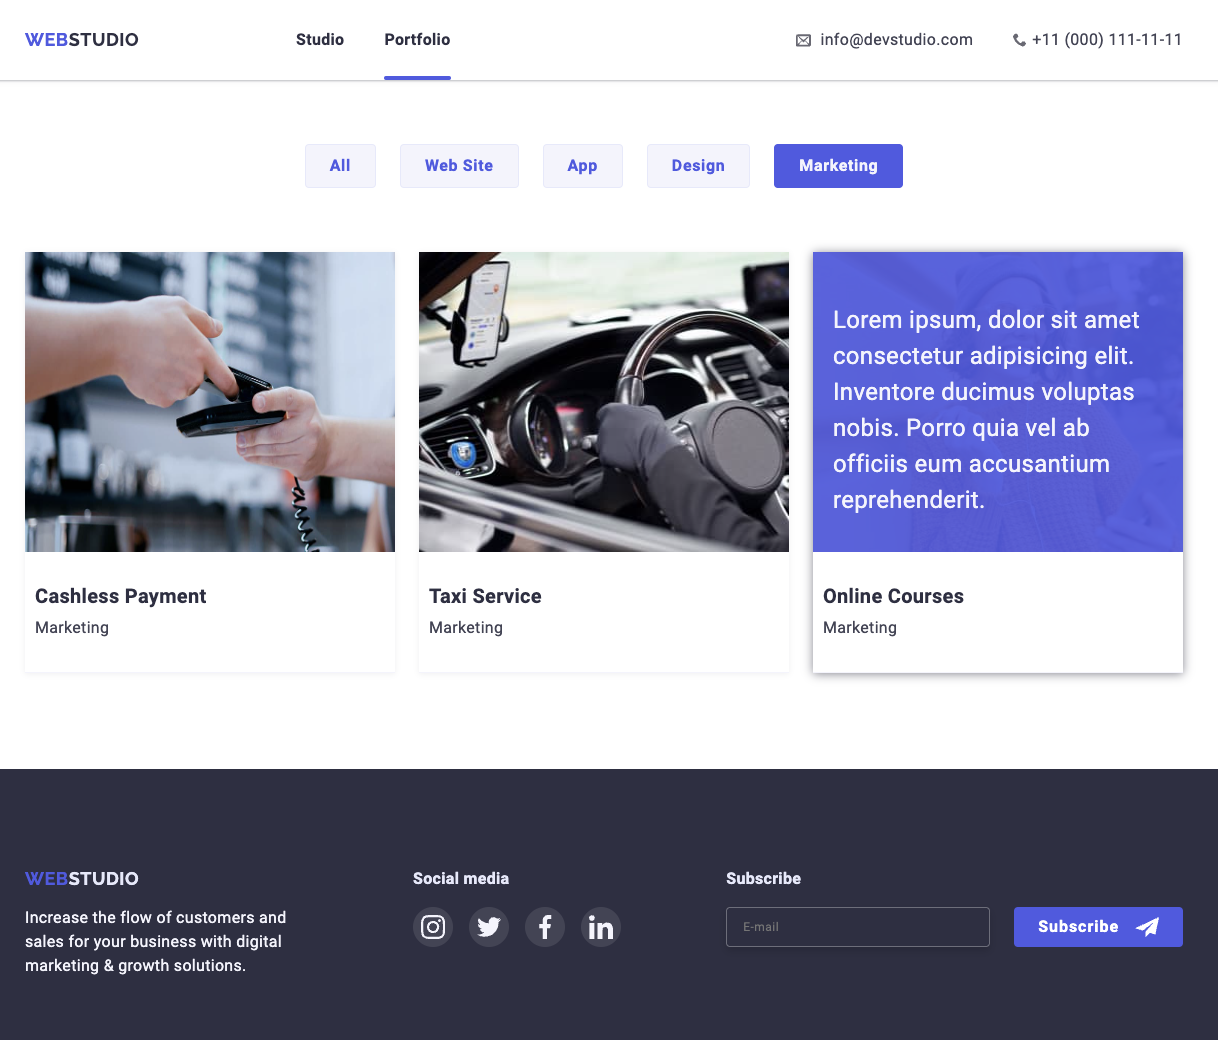 WEBSTUDIO
Studio
Portfolio
info@devstudio.com
+11 (000) 111-11-11
All
Web Site
App
Design
Marketing
Lorem ipsum, dolor sit amet
consectetur adipisicing elit.
Inventore ducimus voluptas
nobis. Porro quia vel ab
officiis eum accusantium
reprehenderit.
Cashless Payment
Marketing
Taxi Service
Marketing
Online Courses
Marketing
WEBSTUDIO
Increase the flow of customers and
sales for your business with digital
marketing & growth solutions.
Social media
Subscribe
E-mail
Subscribe